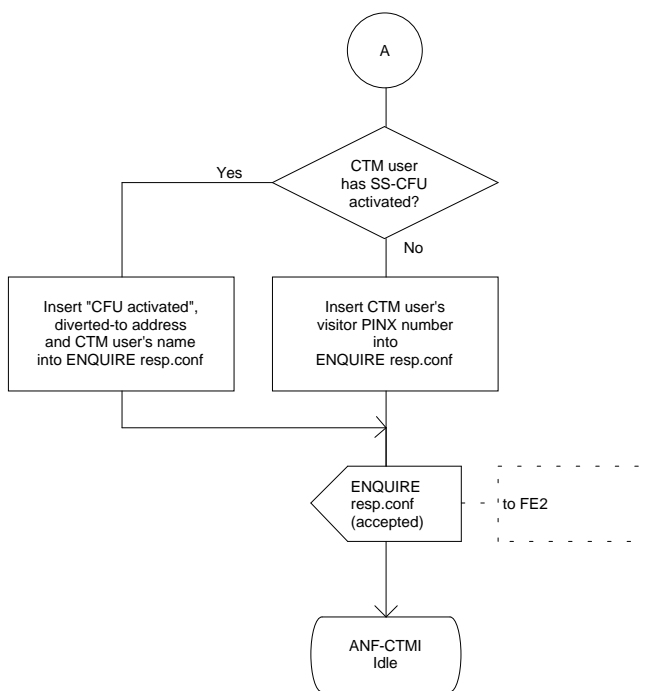 A
CTM user
has SS-CFU
activated?
Yes
No
Insert "CFU activated",
diverted-to address
and CTM user's name
into ENQUIRE resp.conf
Insert CTM user's
visitor PINX number
into
ENQUIRE resp.conf
ENQUIRE
resp.conf
(accepted)
to FE2
ANF-CTMI
Idle